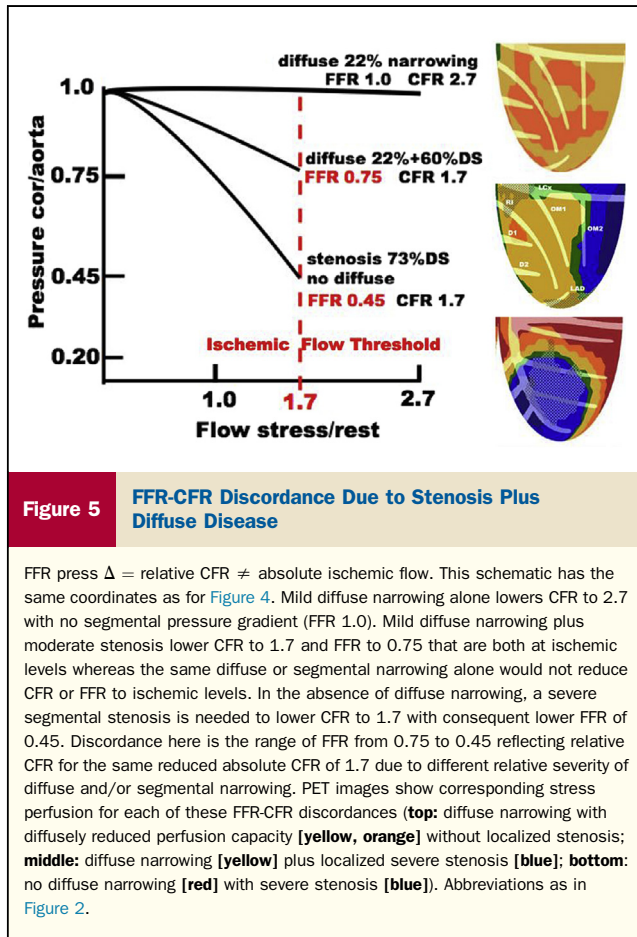 diffuse 22% narrowing
FFR 1.0 CFR 2.7
1.0
diffuse 22%+60%DS
FFR 0.75 CFR 1.7
0.75
stenosis 73%DS
no diffuse
FFR 0.45 CFR 1.7
0.45
Ischemic Flow Threshold
0.20
Pressure cor/aorta
1.0 1.7 2.7
Flow stress/rest
LCx
RI
OM1
D1
OM2
D2
LAD
Figure 5
FFR-CFR Discordance Due to Stenosis Plus
Diffuse Disease
FFR press Δ = relative CFR ≠ absolute ischemic flow. This schematic has the
same coordinates as for Figure 4. Mild diffuse narrowing alone lowers CFR to 2.7
with no segmental pressure gradient (FFR 1.0). Mild diffuse narrowing plus
moderate stenosis lower CFR to 1.7 and FFR to 0.75 that are both at ischemic
levels whereas the same diffuse or segmental narrowing alone would not reduce
CFR or FFR to ischemic levels. In the absence of diffuse narrowing, a severe
segmental stenosis is needed to lower CFR to 1.7 with consequent lower FFR of
0.45. Discordance here is the range of FFR from 0.75 to 0.45 reflecting relative
CFR for the same reduced absolute CFR of 1.7 due to different relative severity of
diffuse and/or segmental narrowing. PET images show corresponding stress
perfusion for each of these FFR-CFR discordances (top: diffuse narrowing with
diffusely reduced perfusion capacity [yellow, orange] without localized stenosis;
middle: diffuse narrowing [yellow] plus localized severe stenosis [blue]; bottom:
no diffuse narrowing [red] with severe stenosis [blue]). Abbreviations as in
Figure 2.